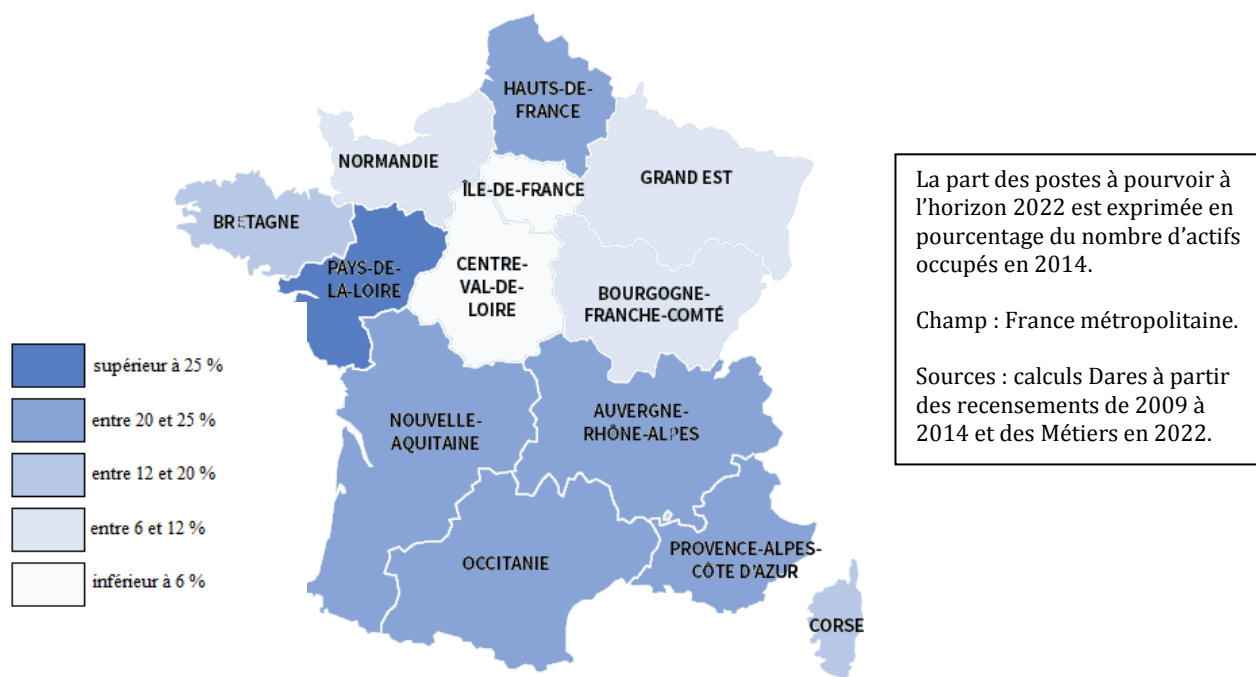 HAUTS-DE-
FRANCE
NORMANDIE
ÎLE-DE-FRANCE
GRAND EST
BRETAGNE
PAYS-DE-
LA-LOIRE
CENTRE-
VAL-DE-
LOIRE
BOURGOGNE-
FRANCHE-COMTÉ
NOUVELLE-
AQUITAINE
AUVERGNE-
RHÔNE-ALPES
OCCITANIE
PROVENCE-ALPES-
CÔTE D'AZUR
CORSE
supérieur à 25 %
entre 20 et 25 %
entre 12 et 20 %
entre 6 et 12 %
inférieur à 6 %
La part des postes à pourvoir à
l’horizon 2022 est exprimée en
pourcentage du nombre d’actifs
occupés en 2014.
Champ : France métropolitaine.
Sources : calculs Dares à partir
des recensements de 2009 à
2014 et des Métiers en 2022.